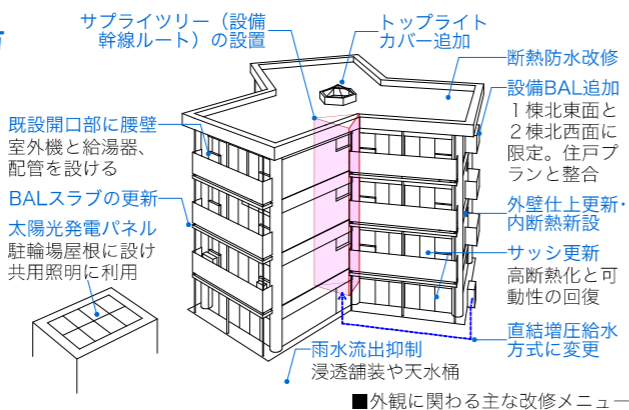 サプライツリー（設備
幹線ルート）の設置
トップライト
カバー追加
断熱防水改修
設備BAL追加
１棟北東面と
２棟北西面に
限定。住戸プ
ランと整合
既設開口部に腰壁
室外機と給湯器、
配管を設ける
BALスラブの更新
太陽光発電パネル
駐輪場屋根に設け
共用照明に利用
外壁仕上更新・
内断熱新設
サッシ更新
高断熱化と可
動性の回復
直結増圧給水
方式に変更
雨水流出抑制
浸透舗装や天水桶
■外観に関わる主な改修メニュー